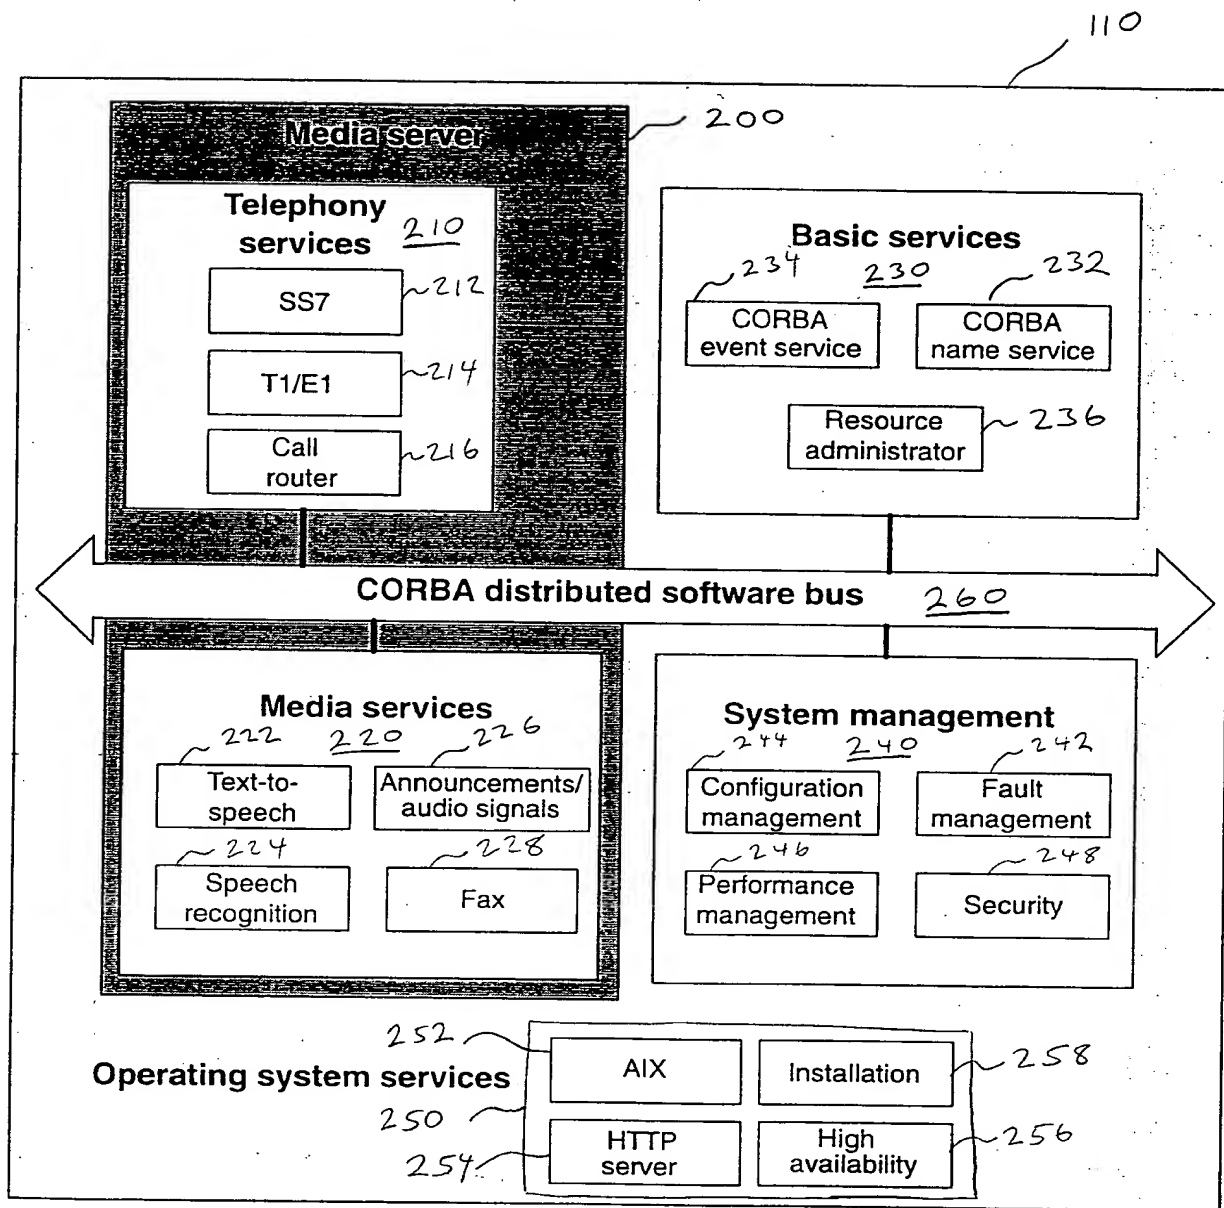 110
Media server
200
Telephony
services
210
SS7
212
T1/E1
214
Call
router
216
Basic services
234
230
232
CORBA
event service
CORBA
name service
Resource
administrator
236
CORBA distributed software bus
260
Media services
222
220
226
Text-to-
speech
Announcements/
audio signals
224
228
Speech
recognition
Fax
System management
244
240
242
Configuration
management
Fault
management
246
248
Performance
management
Security
Operating system services
250
252
AIX
Installation
258
254
HTTP
server
High
availability
256